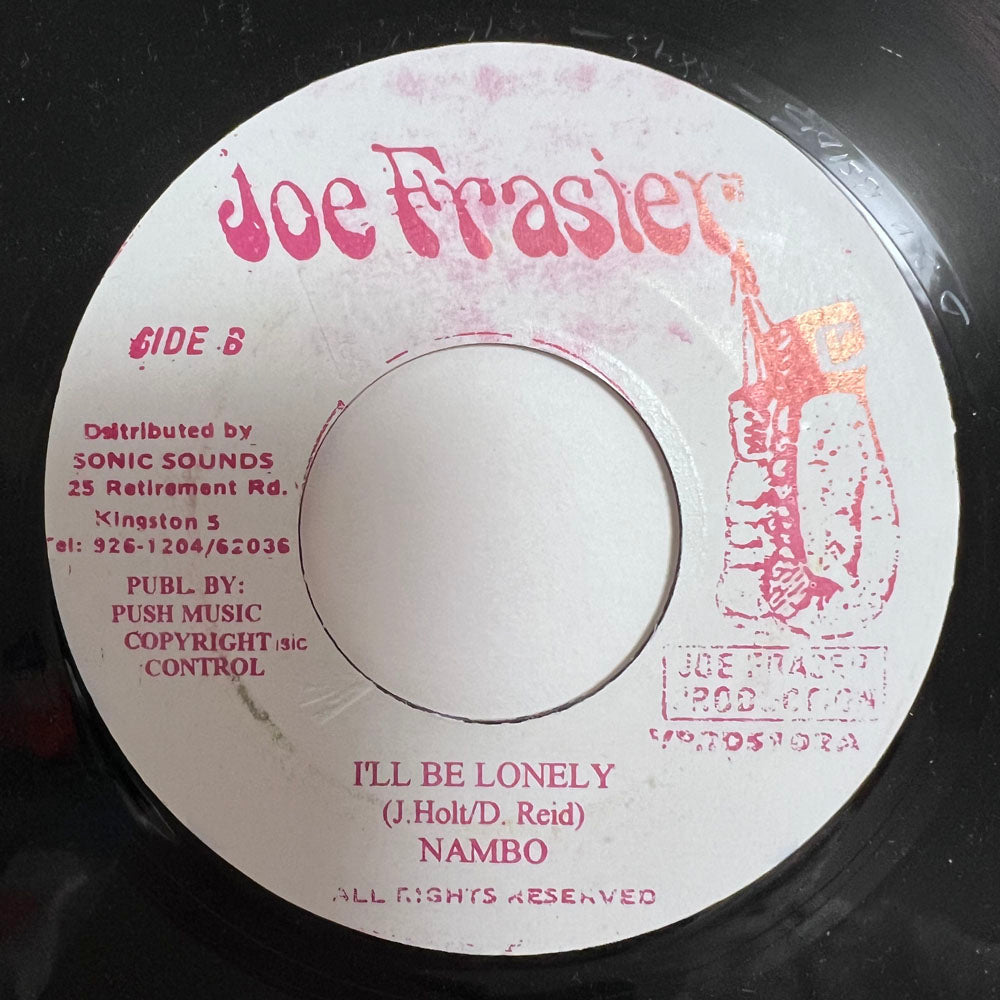 Joe Frasier
SIDE B
Dsitributed by
SONIC SOUNDS
25 Retirement Rd.
Kingston 5
Tel: 926-1204/62036
PUBL. BY:
PUSH MUSIC
COPYRIGHT
CONTROL
JOE FRASER
PRODUCTION
I'LL BE LONELY
(J.Holt/D. Reid)
NAMBO
ALL RIGHTS RESERVED